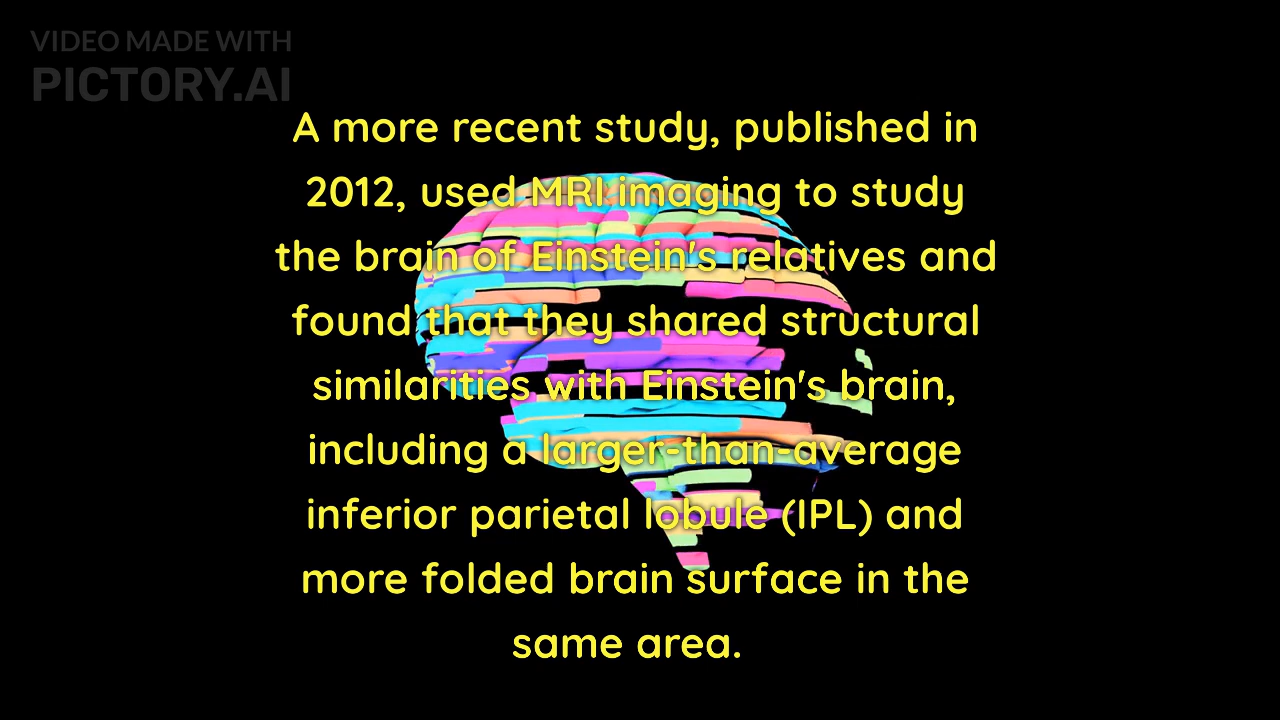 VIDEO MADE WITH
PICTORY.AI
A more recent study, published in
2012, used MRI imaging to study
the brain of Einstein's relatives and
found that they shared structural
similarities with Einstein's brain,
including a larger-than-average
inferior parietal lobule (IPL) and
more folded brain surface in the
same area.